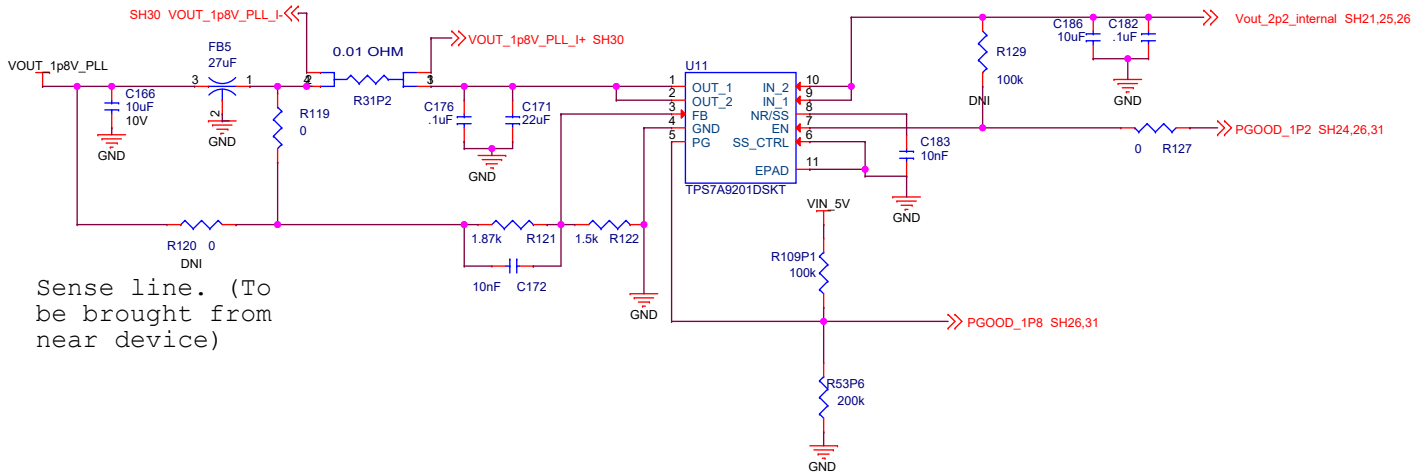 SH30 VOUT_1p8V_PLL_I-
VOUT_1p8V_PLL_I+ SH30
Vout_2p2_internal SH21,25,26
FB5
27uF
0.01 OHM
R31P2
VOUT_1p8V_PLL
3
1
2
4
2
1
3
C166
10uF
10V
GND
GND
R119
0
C176
.1uF
C171
22uF
GND
U11
1
2
3
4
5
OUT_1
OUT_2
FB
GND
PG
IN_2
IN_1
NR/SS
EN
SS_CTRL
EPAD
10
9
8
7
6
11
TPS7A9201DSKT
C183
10nF
GND
R129
100k
DNI
C186
10uF
C182
.1uF
GND
PGOOD_1P2 SH24,26,31
0
R127
R120
0
DNI
1.87k
R121
1.5k
R122
10nF
C172
GND
VIN_5V
R109P1
100k
PGOOD_1P8 SH26,31
R53P6
200k
GND
Sense line. (To
be brought from
near device)